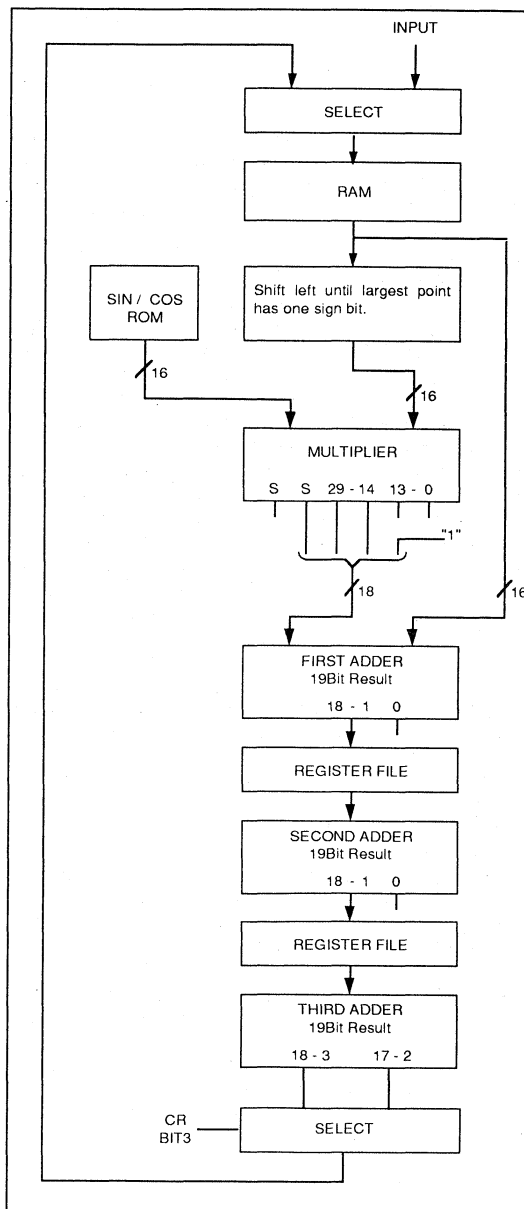 INPUT
SELECT
RAM
Shift left until largest point
has one sign bit.
SIN / COS
ROM
16
16
MULTIPLIER
S S 29 - 14 13 - 0
"1"
18
16
FIRST ADDER
19Bit Result
18 - 1 0
REGISTER FILE
SECOND ADDER
19Bit Result
18 - 1 0
REGISTER FILE
THIRD ADDER
19Bit Result
18 - 3 17 - 2
CR
BIT3
SELECT